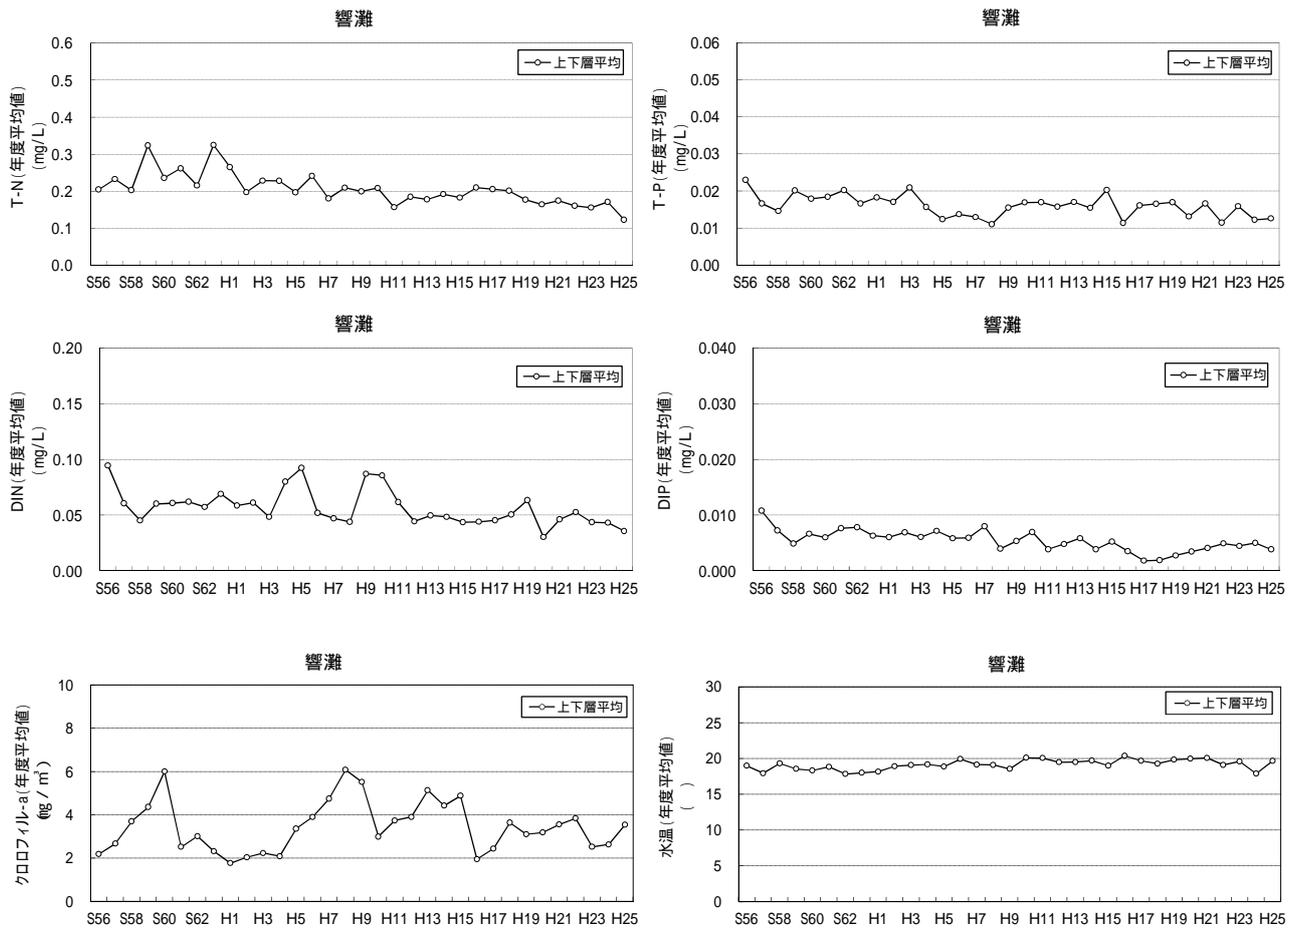 響灘
0.6
0.5
0.4
0.3
0.2
0.1
0.0
T-N(年度平均値)
(mg/L)
上下層平均
S56 S58 S60 S62 H1 H3 H5 H7 H9 H11 H13 H15 H17 H19 H21 H23 H25
響灘
0.06
0.05
0.04
0.03
0.02
0.01
0.00
T-P(年度平均値)
(mg/L)
上下層平均
S56 S58 S60 S62 H1 H3 H5 H7 H9 H11 H13 H15 H17 H19 H21 H23 H25
響灘
0.20
0.15
0.10
0.05
0.00
DIN(年度平均値)
(mg/L)
上下層平均
S56 S58 S60 S62 H1 H3 H5 H7 H9 H11 H13 H15 H17 H19 H21 H23 H25
響灘
0.040
0.030
0.020
0.010
0.000
DIP(年度平均値)
(mg/L)
上下層平均
S56 S58 S60 S62 H1 H3 H5 H7 H9 H11 H13 H15 H17 H19 H21 H23 H25
響灘
10
8
6
4
2
0
クロロフィル-a(年度平均値)
(mg/㎥)
上下層平均
S56 S58 S60 S62 H1 H3 H5 H7 H9 H11 H13 H15 H17 H19 H21 H23 H25
響灘
30
25
20
15
10
5
0
水温(年度平均値)
( )
上下層平均
S56 S58 S60 S62 H1 H3 H5 H7 H9 H11 H13 H15 H17 H19 H21 H23 H25